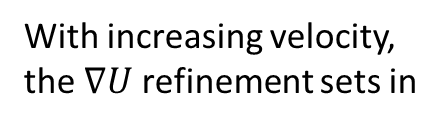 With increasing velocity,
the ∇U refinement sets in